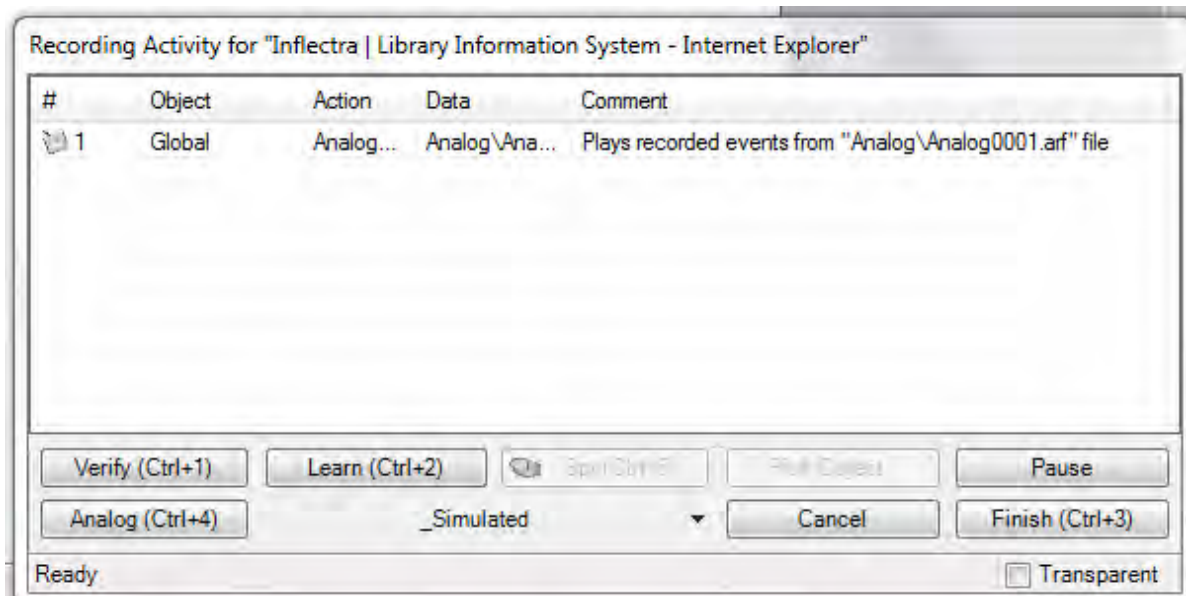 Recording Activity for "Inflectra | Library Information System - Internet Explorer"
# Object Action Data Comment
1 Global Analog... Analog\Ana... Plays recorded events from "Analog\Analog0001.arf" file
Verify (Ctrl+1) Learn (Ctrl+2) Pause
Analog (Ctrl+4) _Simulated Cancel Finish (Ctrl+3)
Ready Transparent